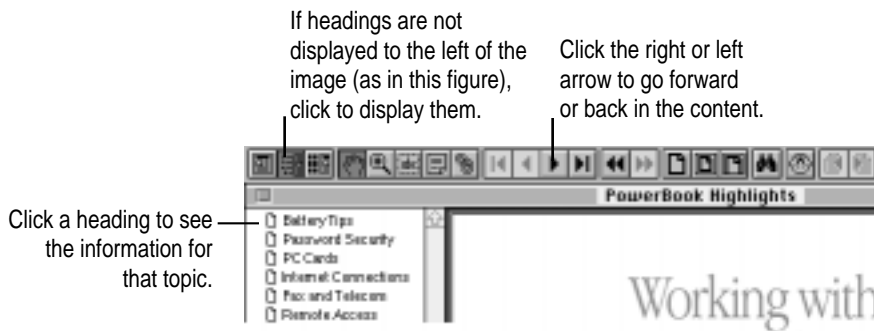 If headings are not
displayed to the left of the
image (as in this figure),
click to display them.
Click the right or left
arrow to go forward
or back in the content.
PowerBook Highlights
Click a heading to see
the information for
that topic.
Battery Tips
Password Security
PC Cards
Internet Connections
Fax and Telecom
Remote Access
Working with